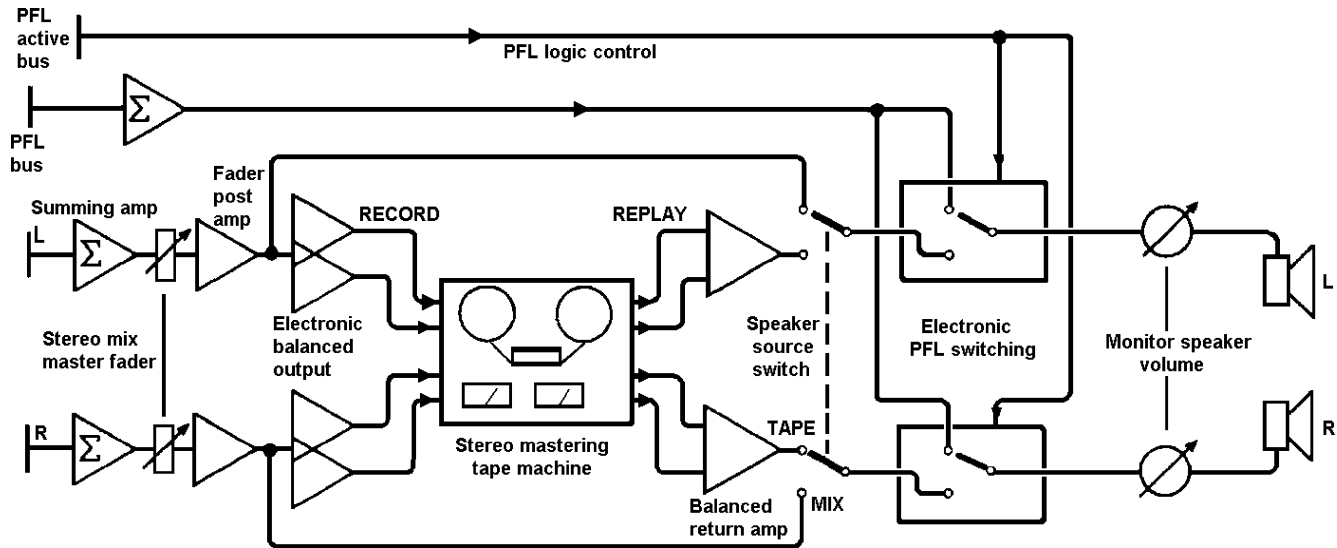 PFL
active
bus
PFL logic control
Σ
PFL
bus
Fader
post
amp
Summing amp
RECORD
REPLAY
L
Σ
L
Stereo mix
master fader
Electronic
balanced
output
Speaker
source
switch
Electronic
PFL switching
Monitor speaker
volume
R
Σ
Stereo mastering
tape machine
TAPE
R
Balanced
return amp
MIX